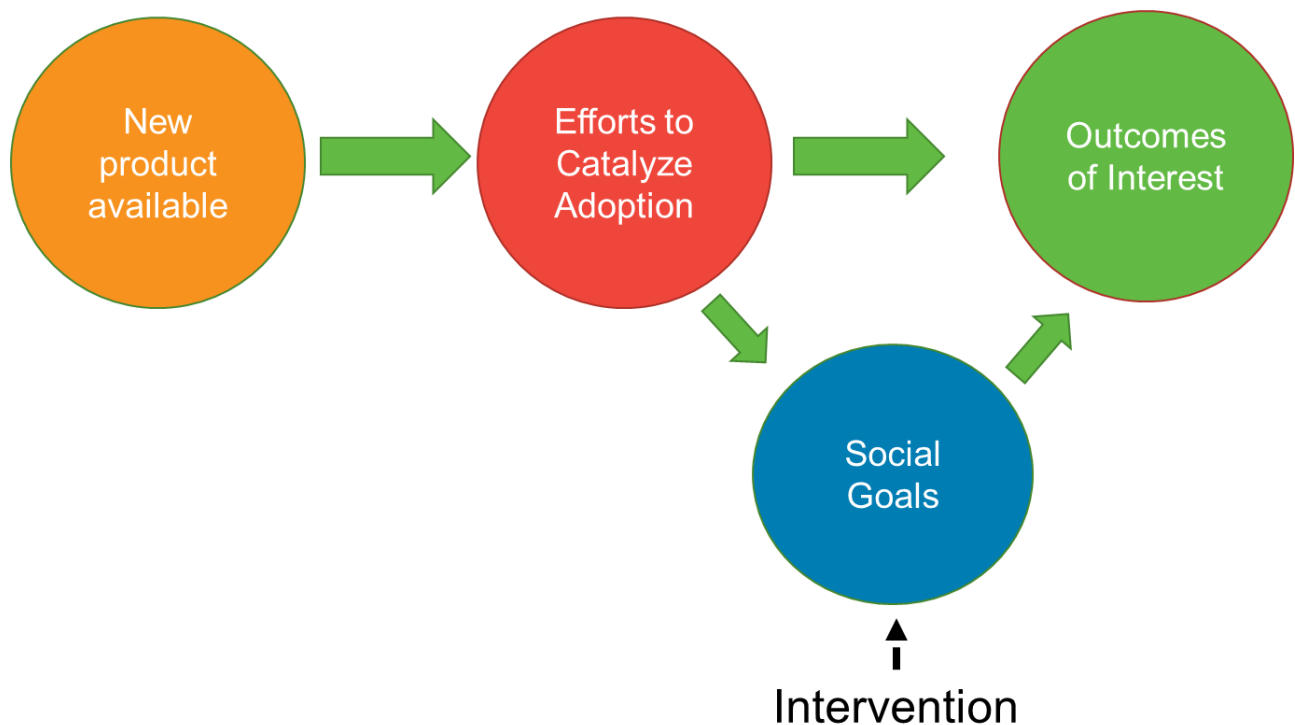 New
product
available
Efforts to
Catalyze
Adoption
Outcomes
of Interest
Social
Goals
Intervention